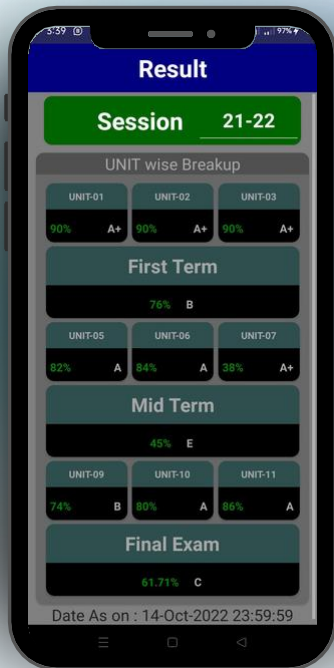 3:39 97%
Result
Session 21-22
UNIT wise Breakup
UNIT-01 UNIT-02 UNIT-03
90% A+ 90% A+ 90% A+
First Term
76% B
UNIT-05 UNIT-06 UNIT-07
82% A 84% A 38% A+
Mid Term
45% E
UNIT-09 UNIT-10 UNIT-11
74% B 80% A 86% A
Final Exam
61.71% C
Date As on : 14-Oct-2022 23:59:59